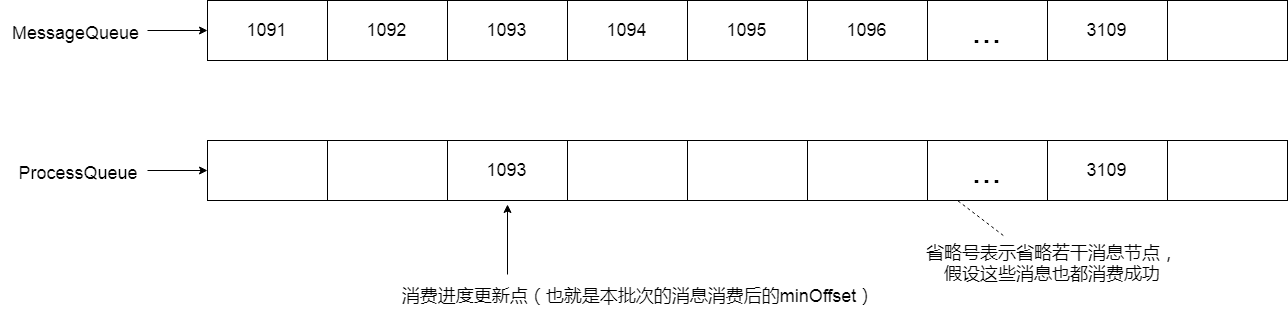 MessageQueue 1091 1092 1093 1094 1095 1096 ... 3109
ProcessQueue 1093 ... 3109
省略号表示省略若干消息节点，
假设这些消息也都消费成功
消费进度更新点（也就是本批次的消息消费后的minOffset）